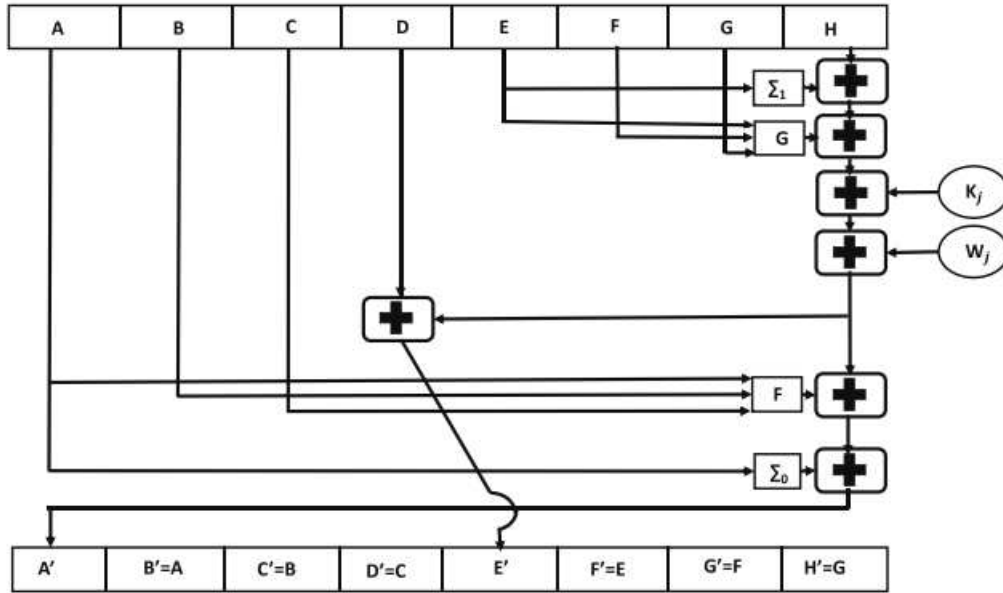 A B C D E F G H
∑₁
G
Kⱼ
Wⱼ
F
∑₀
A' B'=A C'=B D'=C E' F'=E G'=F H'=G